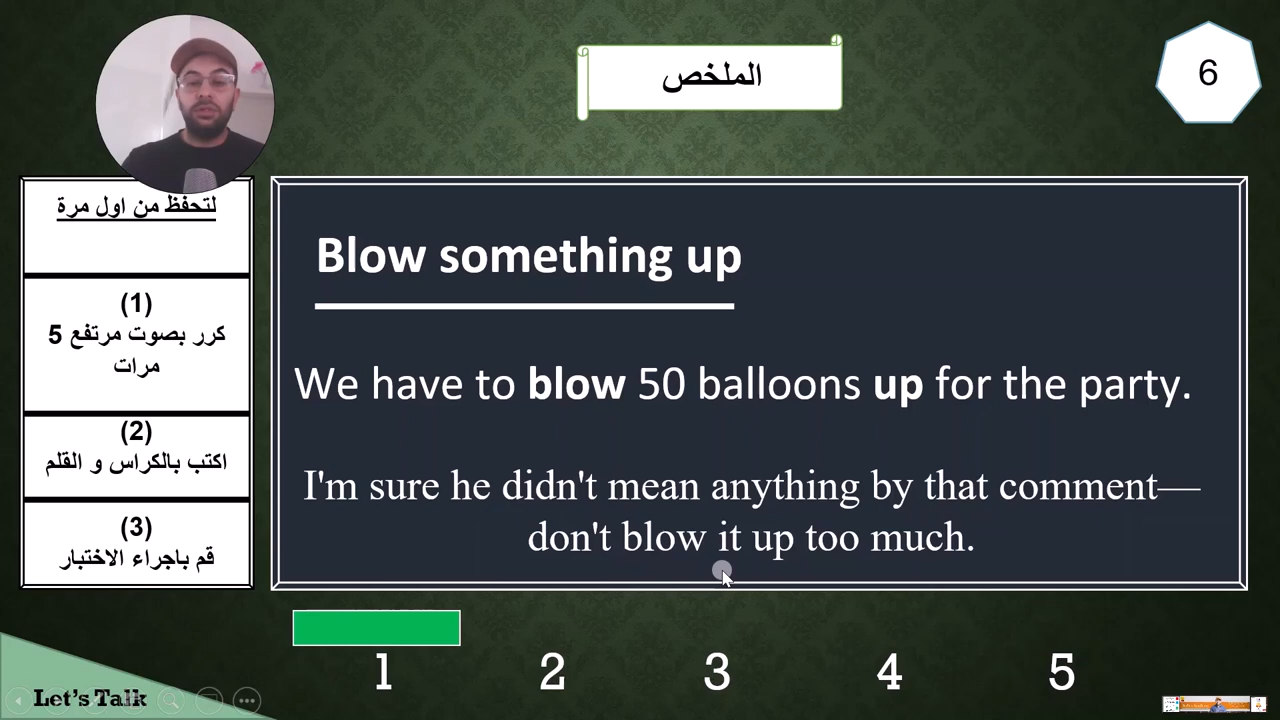 الملخص
6
لتحفظ من اول مرة
(1)
كرر بصوت مرتفع 5
مرات
(2)
اكتب بالكراس و القلم
(3)
قم باجراء الاختبار
Blow something up
We have to blow 50 balloons up for the party.
I'm sure he didn't mean anything by that comment—
don't blow it up too much.
1 2 3 4 5
Let's Talk